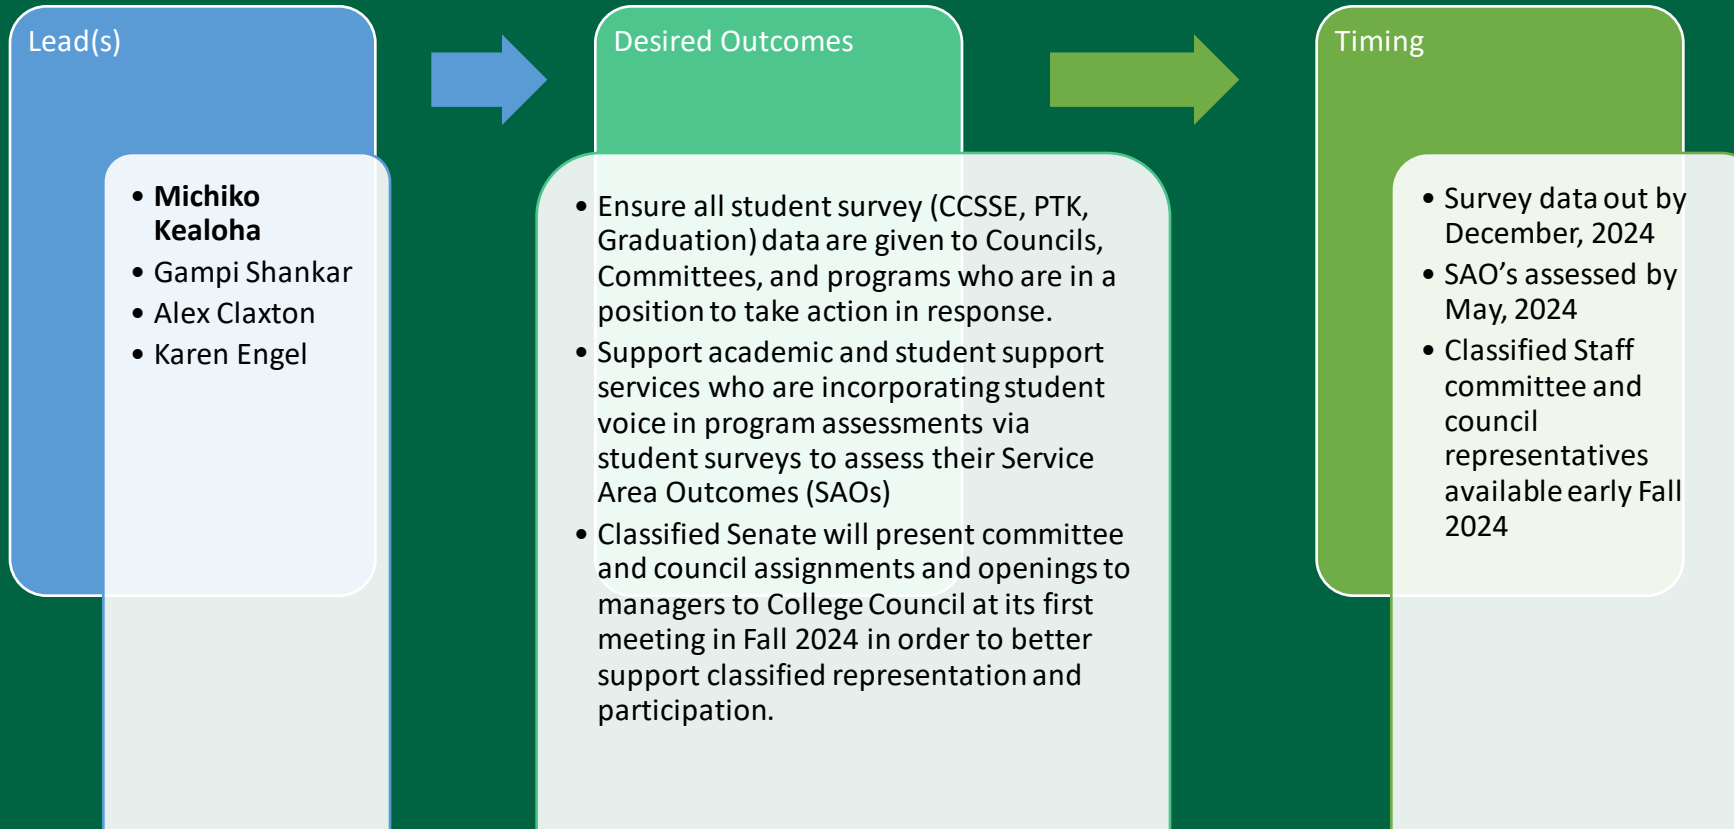 Lead(s)
• Michiko
Kealoha
• Gampi Shankar
• Alex Claxton
• Karen Engel
Desired Outcomes
• Ensure all student survey (CCSSE, PTK,
Graduation) data are given to Councils,
Committees, and programs who are in a
position to take action in response.
• Support academic and student support
services who are incorporating student
voice in program assessments via
student surveys to assess their Service
Area Outcomes (SAOs)
• Classified Senate will present committee
and council assignments and openings to
managers to College Council at its first
meeting in Fall 2024 in order to better
support classified representation and
participation.
Timing
• Survey data out by
December, 2024
• SAO’s assessed by
May, 2024
• Classified Staff
committee and
council
representatives
available early Fall
2024